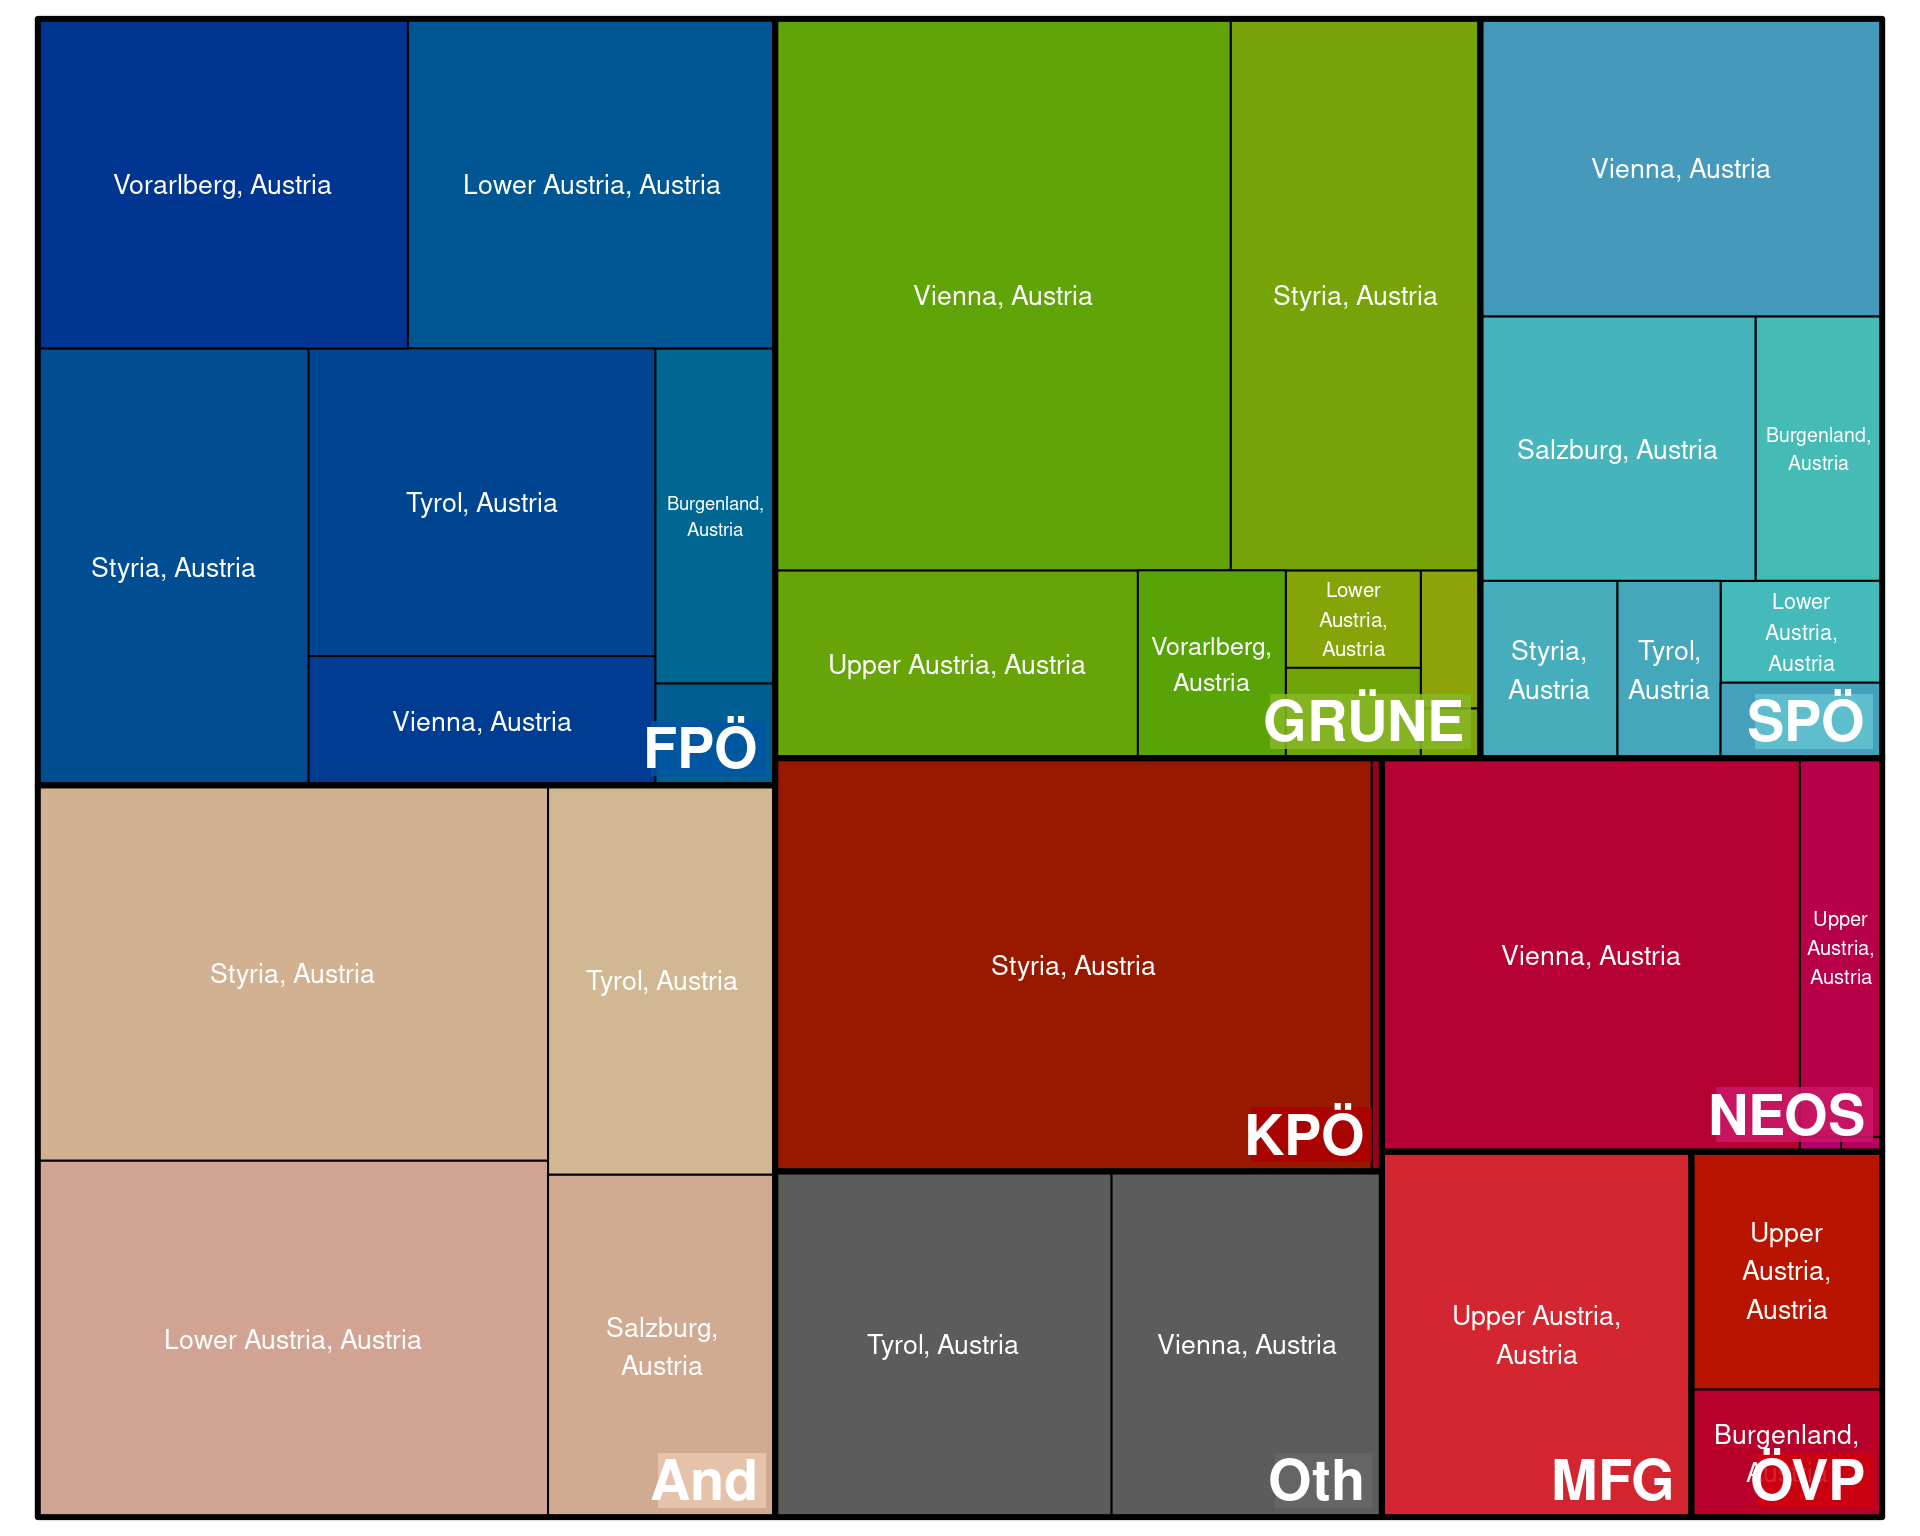 Vorarlberg, Austria
Lower Austria, Austria
Styria, Austria
Tyrol, Austria
Burgenland,
Austria
Vienna, Austria
FPÖ
Vienna, Austria
Styria, Austria
Upper Austria, Austria
Vorarlberg,
Austria
Lower
Austria,
Austria
GRÜNE
Vienna, Austria
Salzburg, Austria
Burgenland,
Austria
Styria,
Austria
Tyrol,
Austria
Lower
Austria,
Austria
SPÖ
Styria, Austria
Tyrol, Austria
Lower Austria, Austria
Salzburg,
Austria
And
Styria, Austria
KPÖ
Vienna, Austria
Upper
Austria,
Austria
NEOS
Tyrol, Austria
Vienna, Austria
Oth
Upper Austria,
Austria
MFG
Upper
Austria,
Austria
Burgenland,
ÖVP